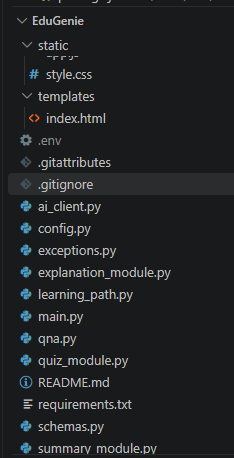 EduGenie
static
style.css
templates
index.html
.env
.gitattributes
.gitignore
ai_client.py
config.py
exceptions.py
explanation_module.py
learning_path.py
main.py
qna.py
quiz_module.py
README.md
requirements.txt
schemas.py
summary_module.py